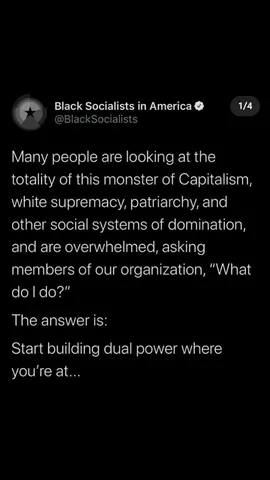 Black Socialists in America
1/4
@BlackSocialists
Many people are looking at the
totality of this monster of Capitalism,
white supremacy, patriarchy, and
other social systems of domination,
and are overwhelmed, asking
members of our organization, “What
do I do?”
The answer is:
Start building dual power where
you’re at...